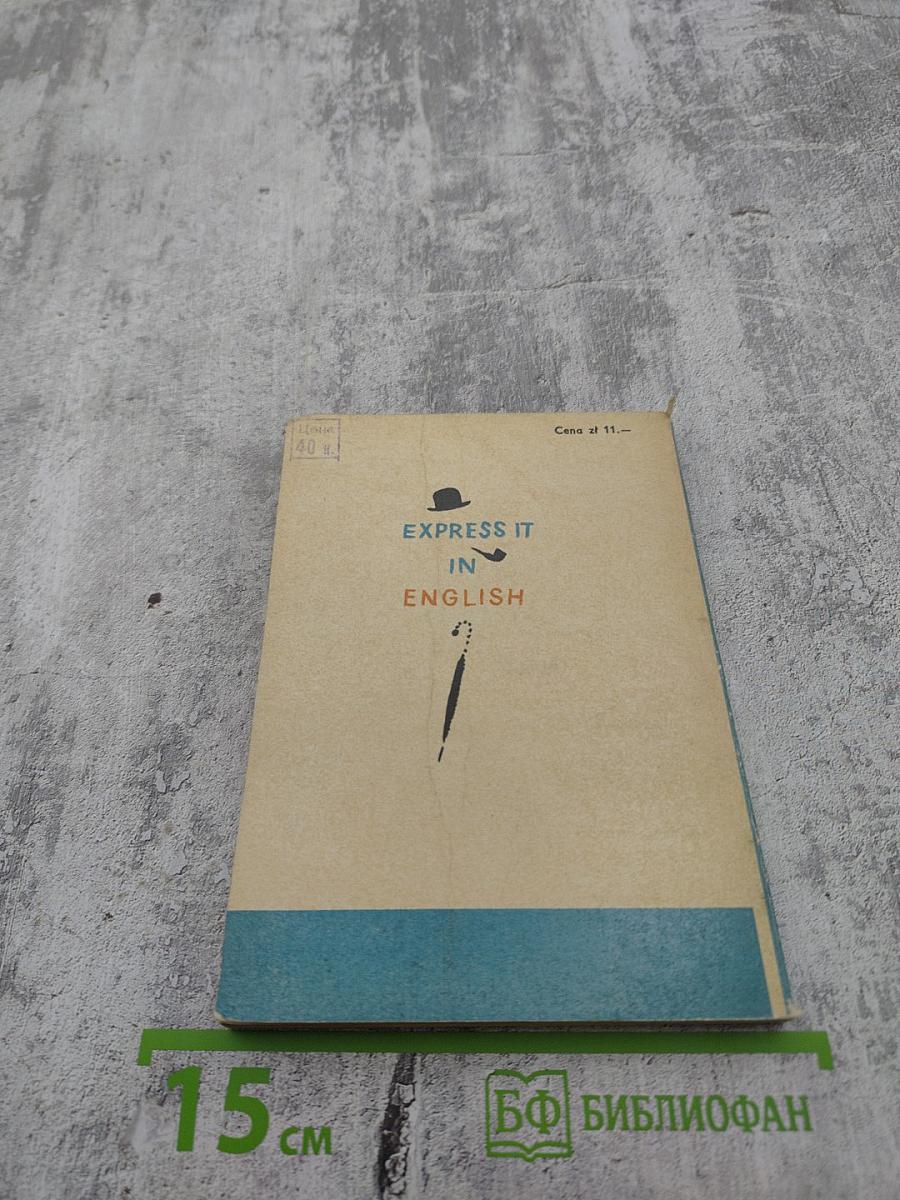 Цена
40 к.
Cena zł 11.—
EXPRESS IT
IN
ENGLISH
15 см
БФ БИБЛИОФАН